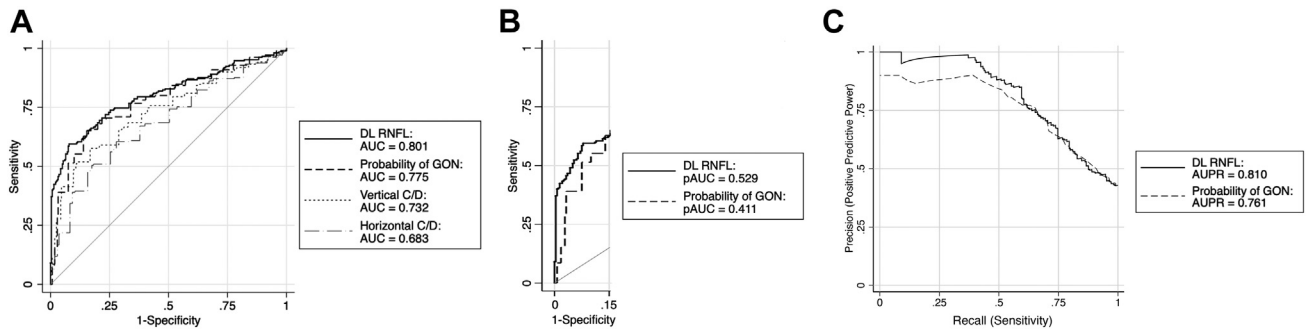 A
1
.75
.5
.25
0
Sensitivity
0
.25
.5
.75
1
1-Specificity
DL RNFL:
AUC = 0.801
Probability of GON:
AUC = 0.775
Vertical C/D:
AUC = 0.732
Horizontal C/D:
AUC = 0.683
B
1
.75
.5
.25
0
Sensitivity
0
.15
1-Specificity
DL RNFL:
pAUC = 0.529
Probability of GON:
pAUC = 0.411
C
1
.75
.5
.25
0
Precision (Positive Predictive Power)
0
.25
.5
.75
1
Recall (Sensitivity)
DL RNFL:
AUPR = 0.810
Probability of GON:
AUPR = 0.761